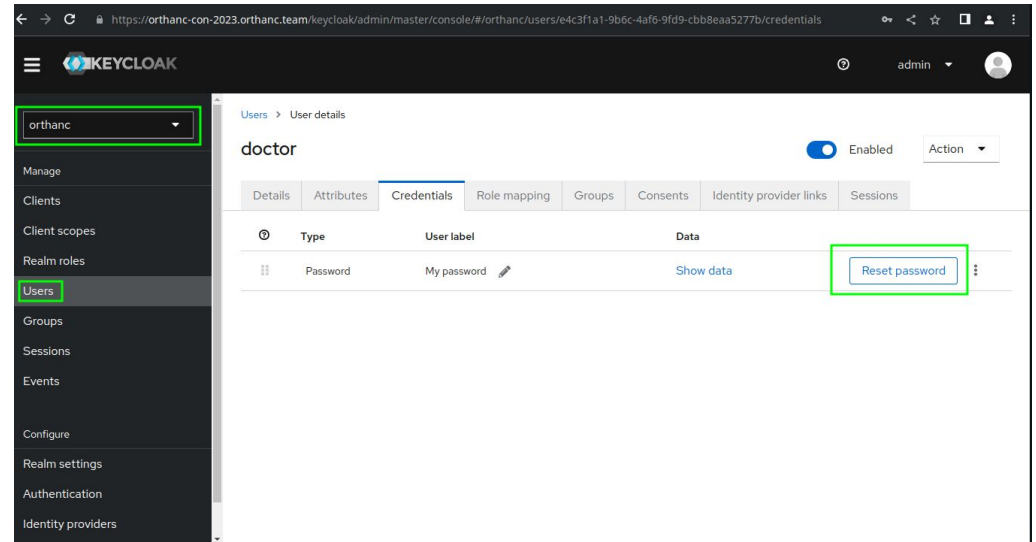 https://orthanc-con-2023.orthanc.team/keycloak/admin/master/console/#/orthanc/users/e4c3f1a1-9b6c-4af6-9fd9-cbb8eaa5277b/credentials
KEYCLOAK
admin
orthanc
Manage
Clients
Client scopes
Realm roles
Users
Groups
Sessions
Events
Configure
Realm settings
Authentication
Identity providers
Users > User details
doctor
Enabled
Action
Details Attributes Credentials Role mapping Groups Consents Identity provider links Sessions
Type User label Data
Password My password Show data Reset password